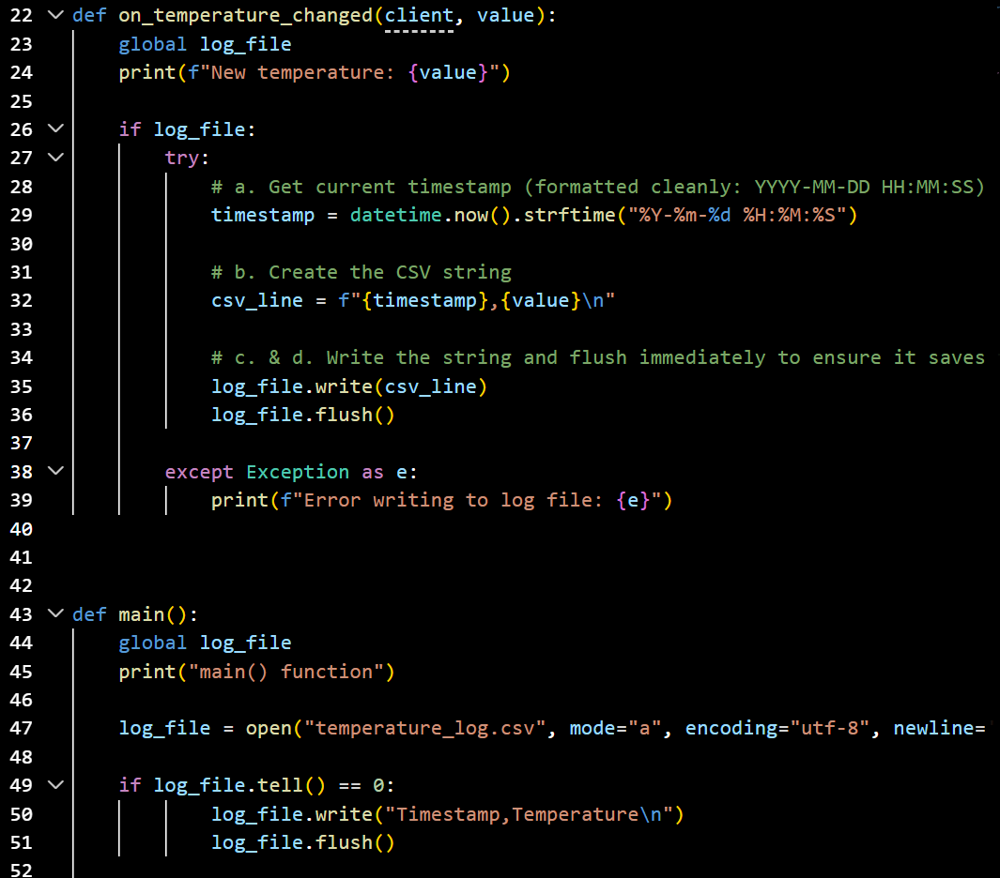 22 def on_temperature_changed(client, value):
23     global log_file
24     print(f"New temperature: {value}")
25
26     if log_file:
27         try:
28             # a. Get current timestamp (formatted cleanly: YYYY-MM-DD HH:MM:SS)
29             timestamp = datetime.now().strftime("%Y-%m-%d %H:%M:%S")
30
31             # b. Create the CSV string
32             csv_line = f"{timestamp},{value}\n"
33
34             # c. & d. Write the string and flush immediately to ensure it saves
35             log_file.write(csv_line)
36             log_file.flush()
37
38         except Exception as e:
39             print(f"Error writing to log file: {e}")
40
41
42
43 def main():
44     global log_file
45     print("main() function")
46
47     log_file = open("temperature_log.csv", mode="a", encoding="utf-8", newline=
48
49     if log_file.tell() == 0:
50             log_file.write("Timestamp,Temperature\n")
51             log_file.flush()
52